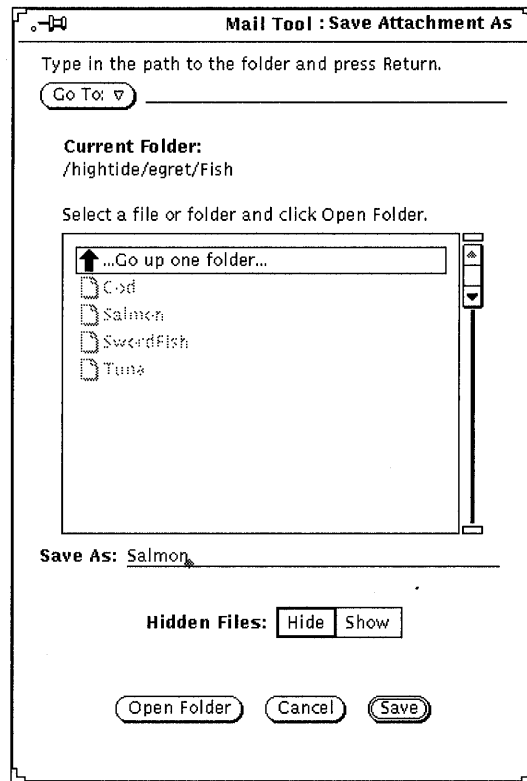 Mail Tool : Save Attachment As
Type in the path to the folder and press Return.
Go To:
Current Folder:
/hightide/egret/Fish
Select a file or folder and click Open Folder.
...Go up one folder...
Cod
Salmon
SwordFish
Tuna
Save As: Salmon
Hidden Files: Hide Show
Open Folder Cancel Save